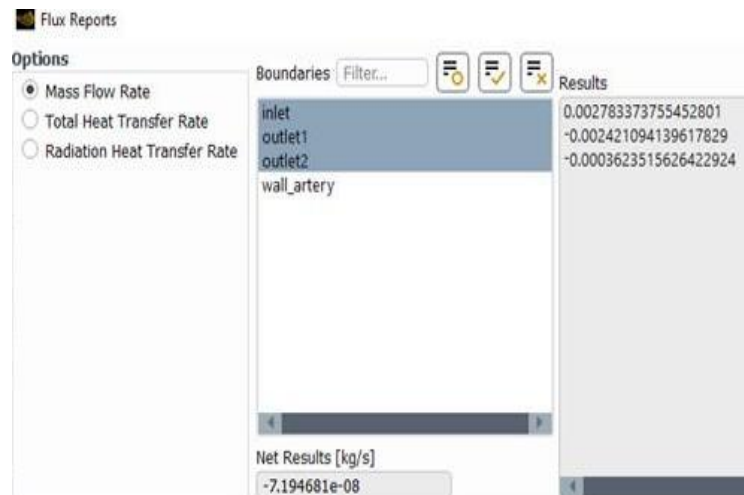 Flux Reports
Options
Mass Flow Rate
Total Heat Transfer Rate
Radiation Heat Transfer Rate
Boundaries Filter...
inlet
outlet1
outlet2
wall_artery
Net Results [kg/s]
-7.194681e-08
Results
0.002783373755452801
-0.002421094139617829
-0.0003623515626422924